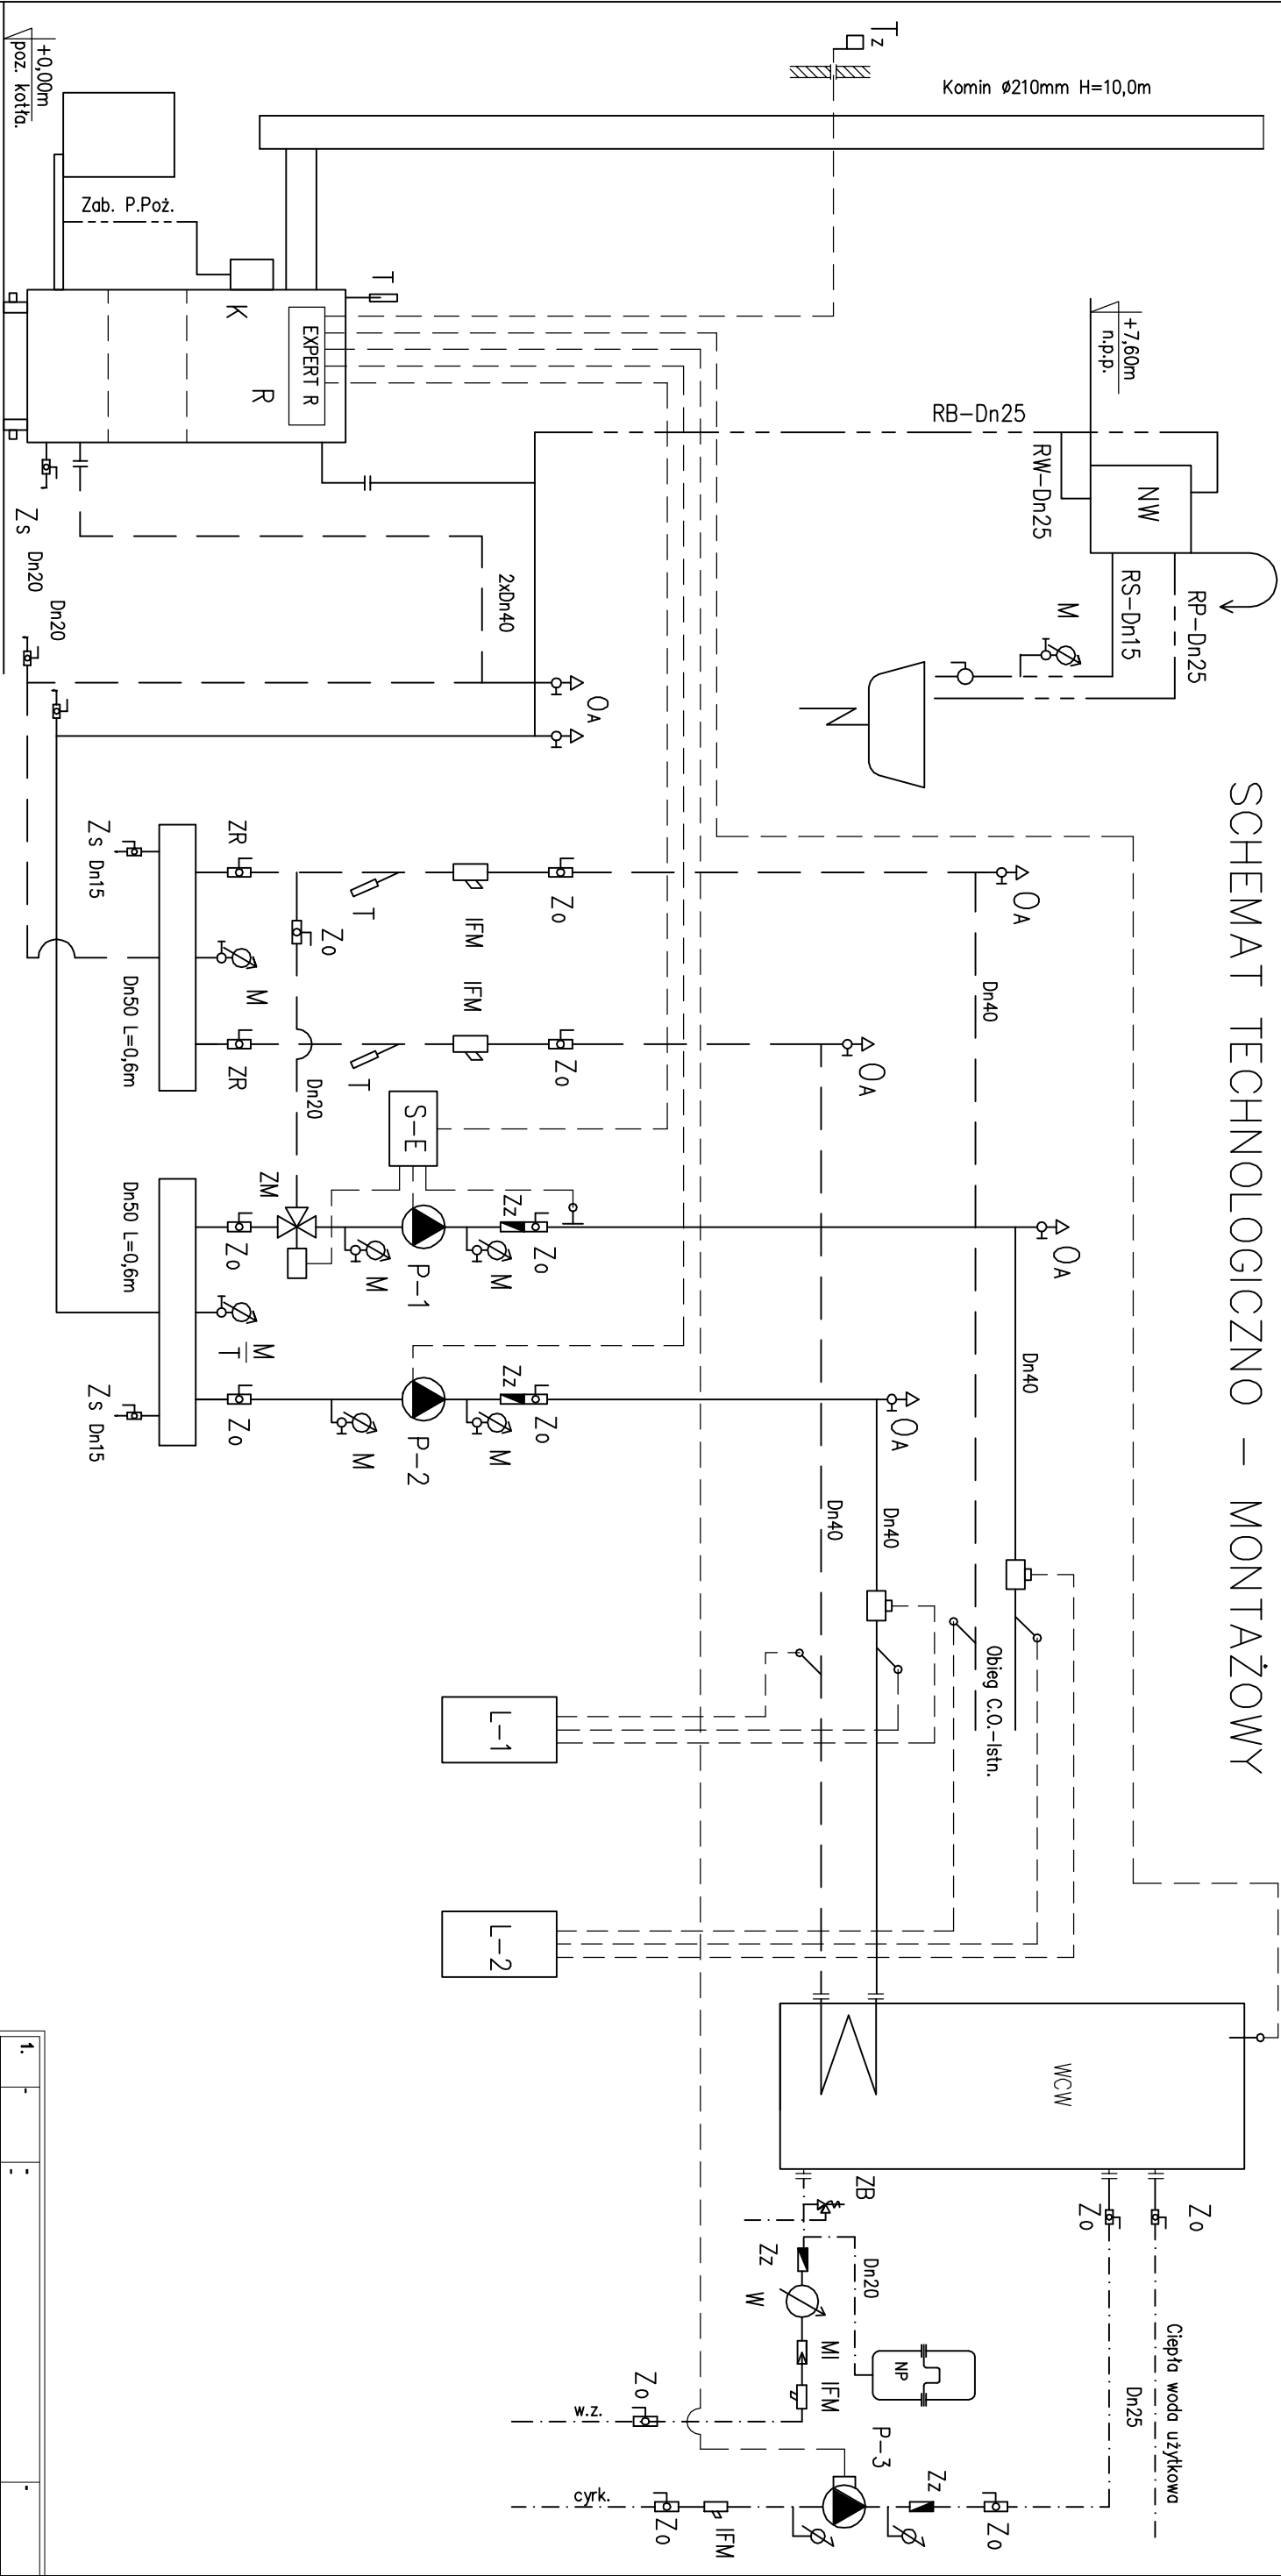 SCHEMAT TECHNOLOGICZNO – MONTAŻOWY
Komin Ø210mm H=10,0m
Tz
+7,60m
n.p.p.
RB-Dn25
RW-Dn25
NW
RP-Dn25
RS-Dn15
M
+0,00m
poz. kotła.
Zab. P.Poż.
T
K
EXPERT R
R
Zs
Dn20
Dn20
2xDn40
OA
Zs Dn15
ZR
M
Dn50 L=0,6m
ZR
Zo
T
IFM
Zo
OA
IFM
T
Zo
OA
Dn20
Dn40
S-E
ZM
Dn50 L=0,6m
Zo
M
P-1
M
Zz
Zo
OA
M
T
Zs Dn15
Zo
M
P-2
M
Zz
Zo
OA
Dn40
Dn40
Dn40
Obieg C.O.-Istn.
L-1
L-2
WCW
ZB
Zz
W
MI
IFM
Dn20
NP
Zo
w.z.
Zo
Zo
Ciepła woda użytkowa
Dn25
P-3
Zz
Zo
IFM
Zo
cyrk.
1.